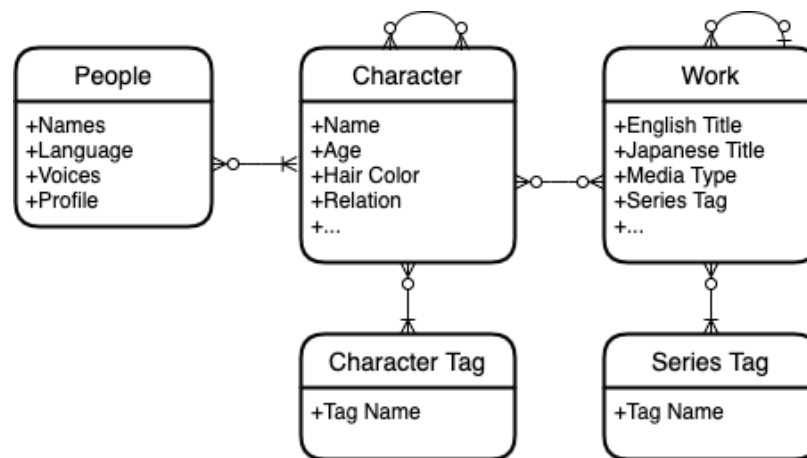 People
+Names
+Language
+Voices
+Profile
Character
+Name
+Age
+Hair Color
+Relation
+...
Work
+English Title
+Japanese Title
+Media Type
+Series Tag
+...
Character Tag
+Tag Name
Series Tag
+Tag Name